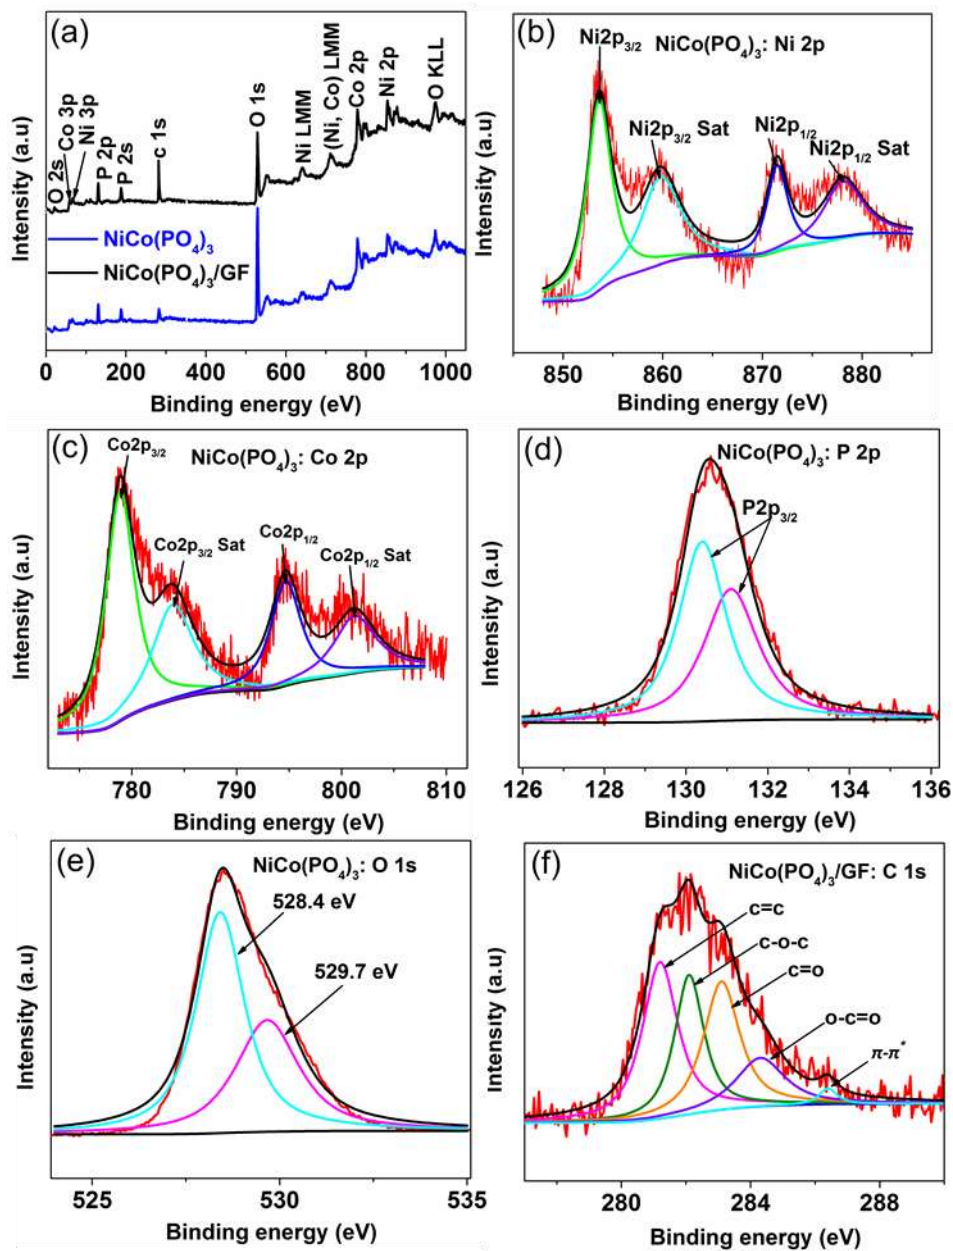 (a)
Intensity (a.u)
O 2s
Co 3p
Ni 3p
P 2p
P 2s
c 1s
O 1s
Ni LMM
(Ni, Co) LMM
Co 2p
Ni 2p
O KLL
NiCo(PO₄)₃
NiCo(PO₄)₃/GF
0 200 400 600 800 1000
Binding energy (eV)
(b)
Intensity (a.u)
Ni2p₃/₂
NiCo(PO₄)₃: Ni 2p
Ni2p₃/₂ Sat
Ni2p₁/₂
Ni2p₁/₂ Sat
850 860 870 880
Binding energy (eV)
(c)
Intensity (a.u)
Co2p₃/₂
NiCo(PO₄)₃: Co 2p
Co2p₃/₂ Sat
Co2p₁/₂
Co2p₁/₂ Sat
780 790 800 810
Binding energy (eV)
(d)
Intensity (a.u)
NiCo(PO₄)₃: P 2p
P2p₃/₂
126 128 130 132 134 136
Binding energy (eV)
(e)
Intensity (a.u)
NiCo(PO₄)₃: O 1s
528.4 eV
529.7 eV
525 530 535
Binding energy (eV)
(f)
Intensity (a.u)
NiCo(PO₄)₃/GF: C 1s
C=C
C-O-C
C=O
O-C=O
π-π*
280 284 288
Binding energy (eV)